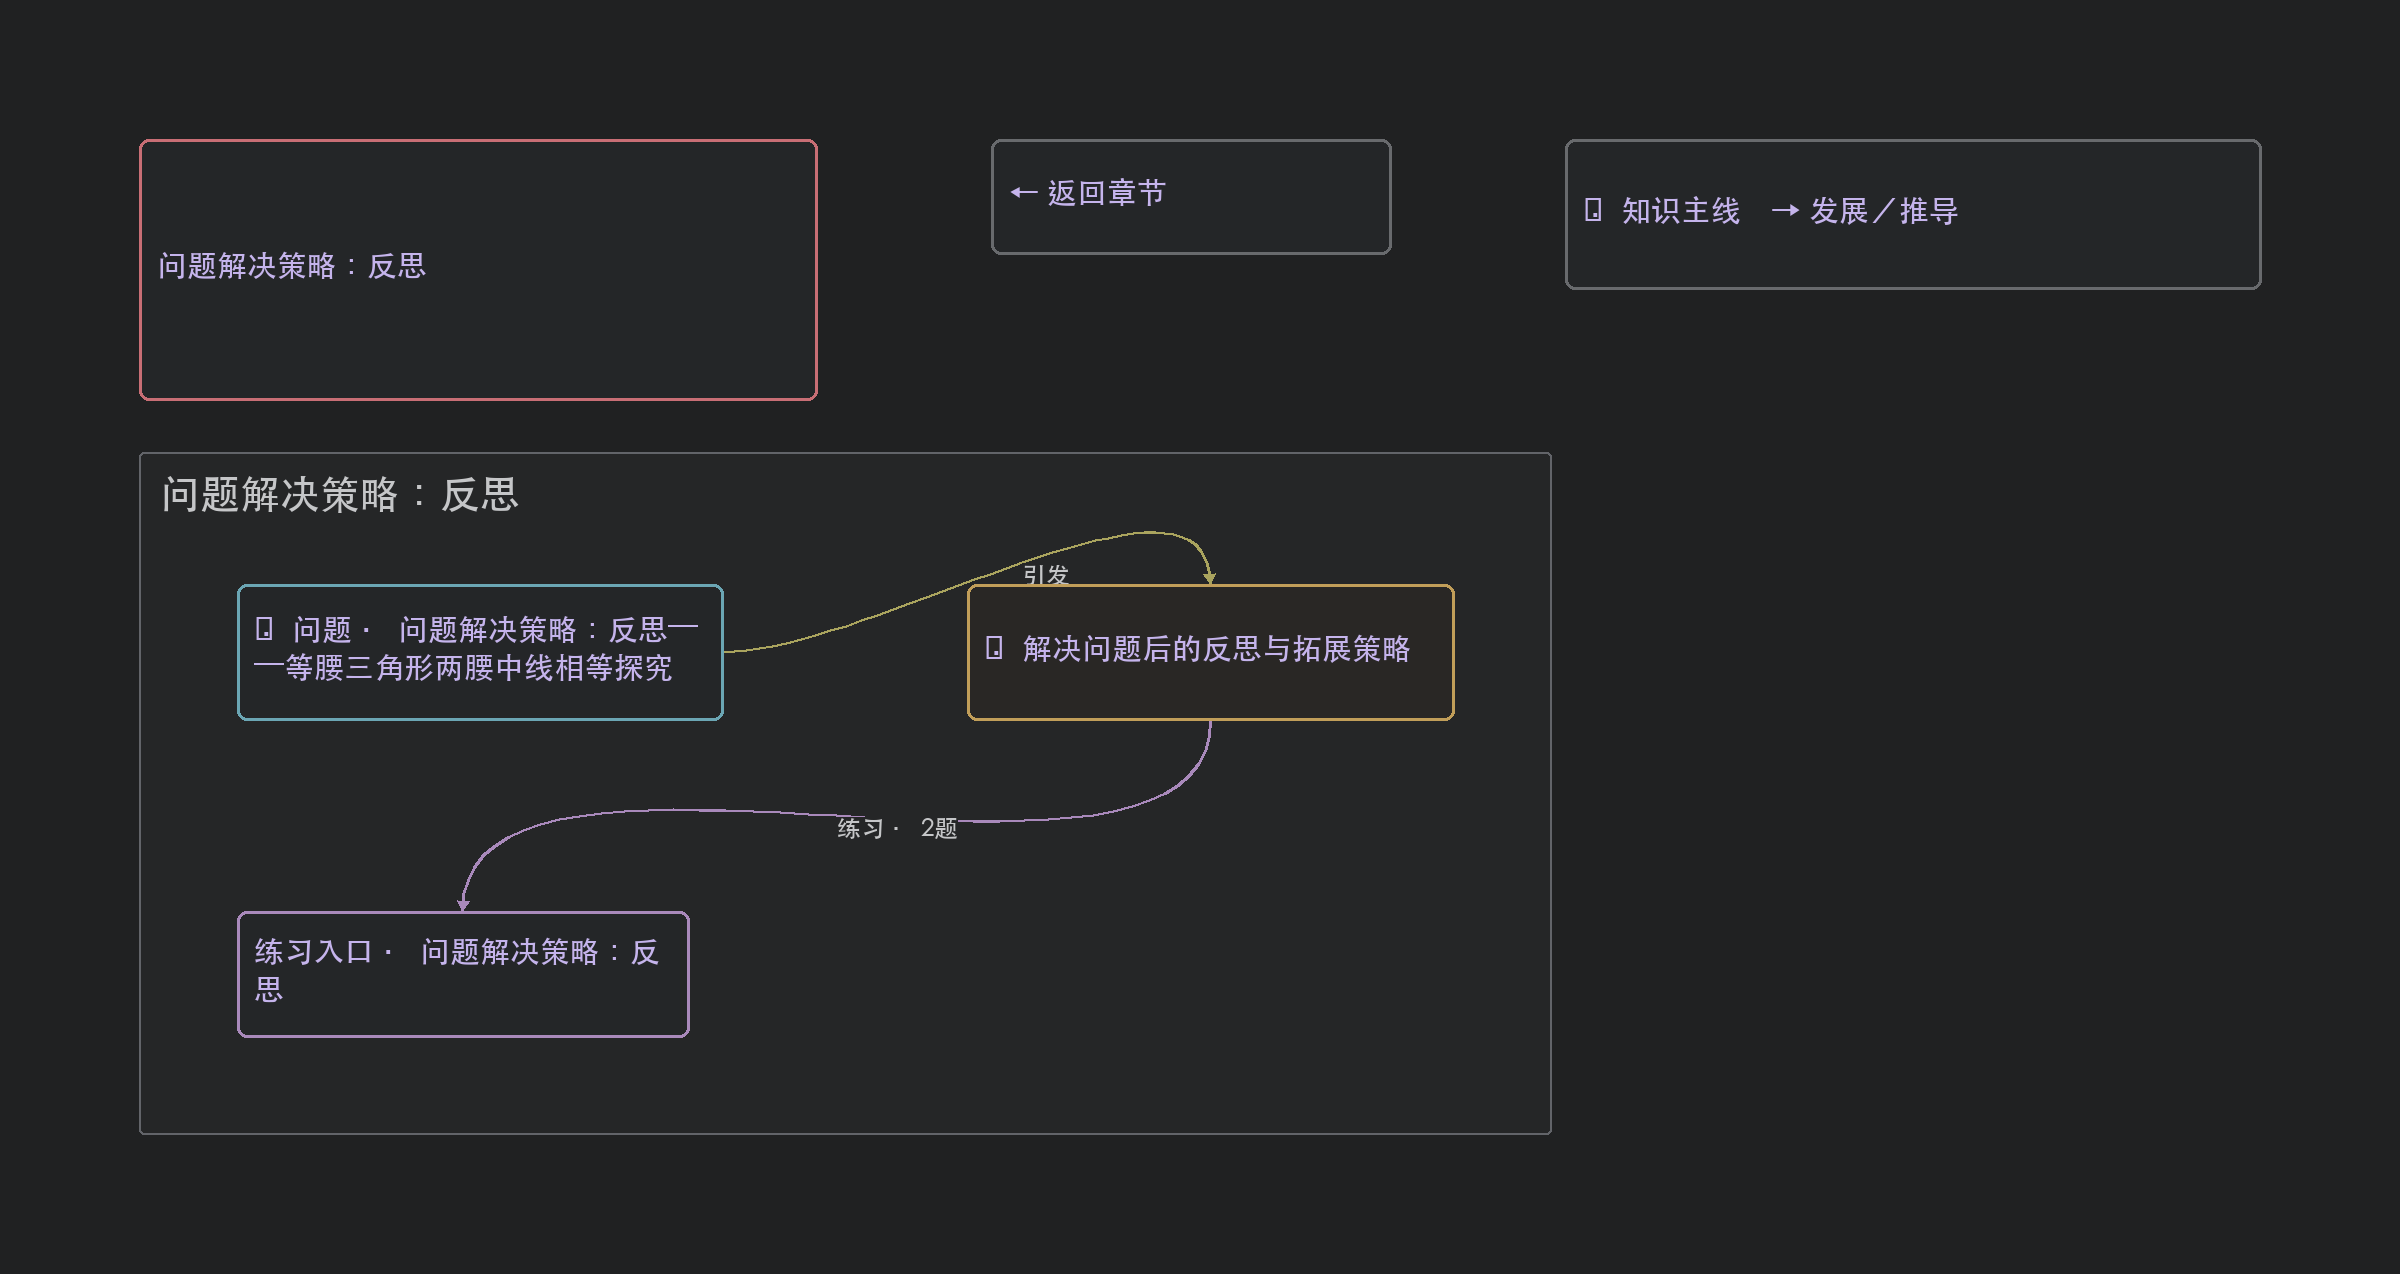 问题解决策略：反思
← 返回章节
知识主线 → 发展／推导
问题解决策略：反思
引发
问题· 问题解决策略：反思—
—等腰三角形两腰中线相等探究
解决问题后的反思与拓展策略
练习· 2题
练习入口· 问题解决策略：反
思